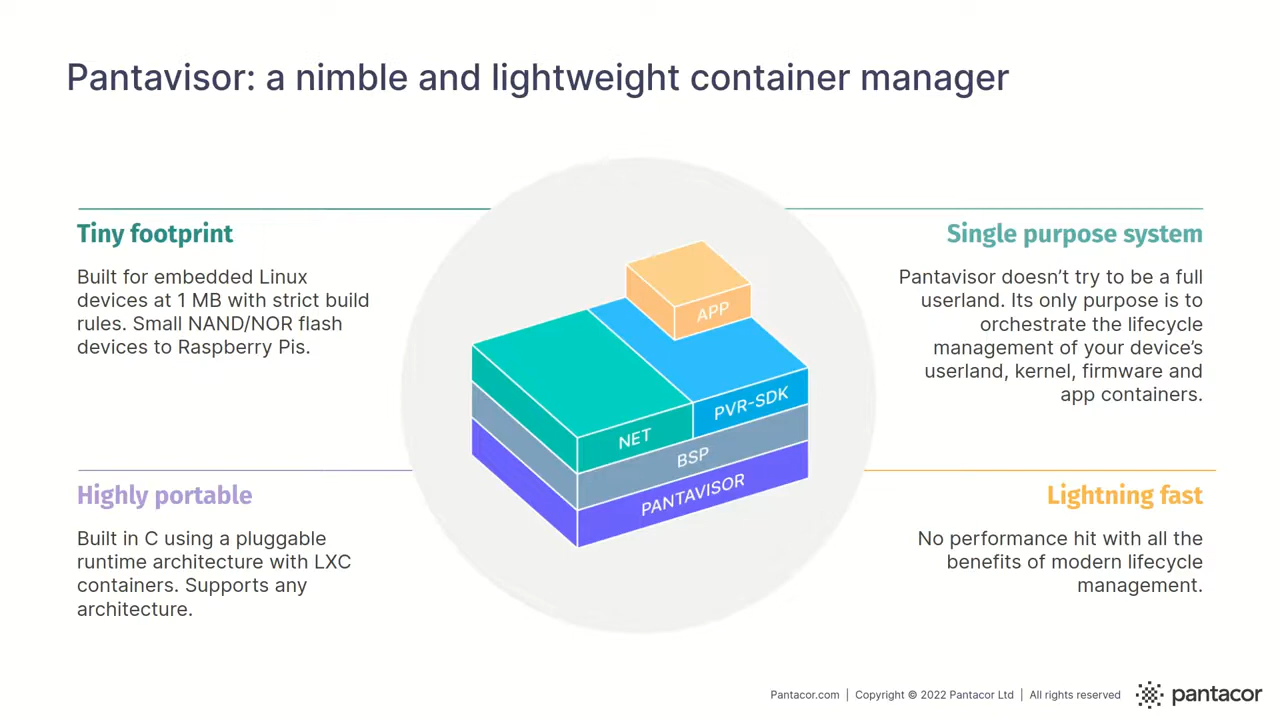 Pantavisor: a nimble and lightweight container manager
Tiny footprint
Built for embedded Linux
devices at 1 MB with strict build
rules. Small NAND/NOR flash
devices to Raspberry Pis.
Single purpose system
Pantavisor doesn’t try to be a full
userland. Its only purpose is to
orchestrate the lifecycle
management of your device’s
userland, kernel, firmware and
app containers.
APP
PVR-SDK
NET
BSP
PANTAVISOR
Highly portable
Built in C using a pluggable
runtime architecture with LXC
containers. Supports any
architecture.
Lightning fast
No performance hit with all the
benefits of modern lifecycle
management.
Pantacor.com | Copyright © 2022 Pantacor Ltd | All rights reserved
pantacor